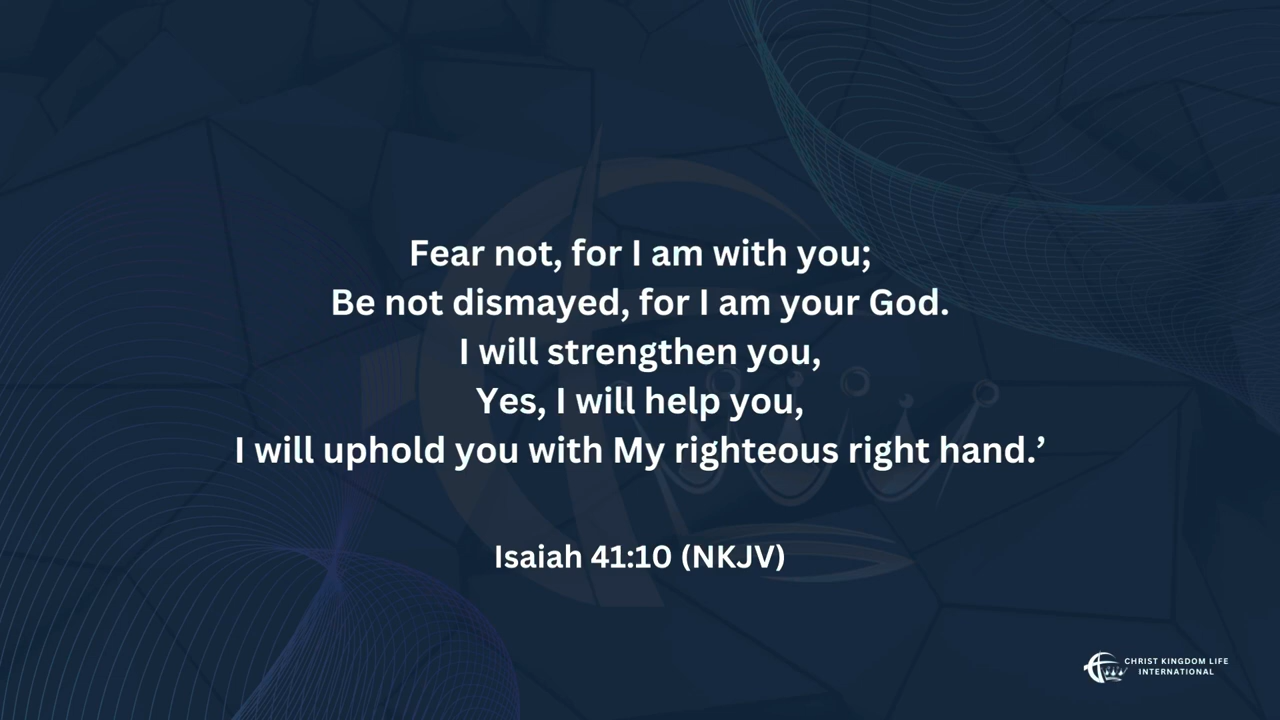 Fear not, for I am with you;
Be not dismayed, for I am your God.
I will strengthen you,
Yes, I will help you,
I will uphold you with My righteous right hand.’
Isaiah 41:10 (NKJV)
CHRIST KINGDOM LIFE
INTERNATIONAL